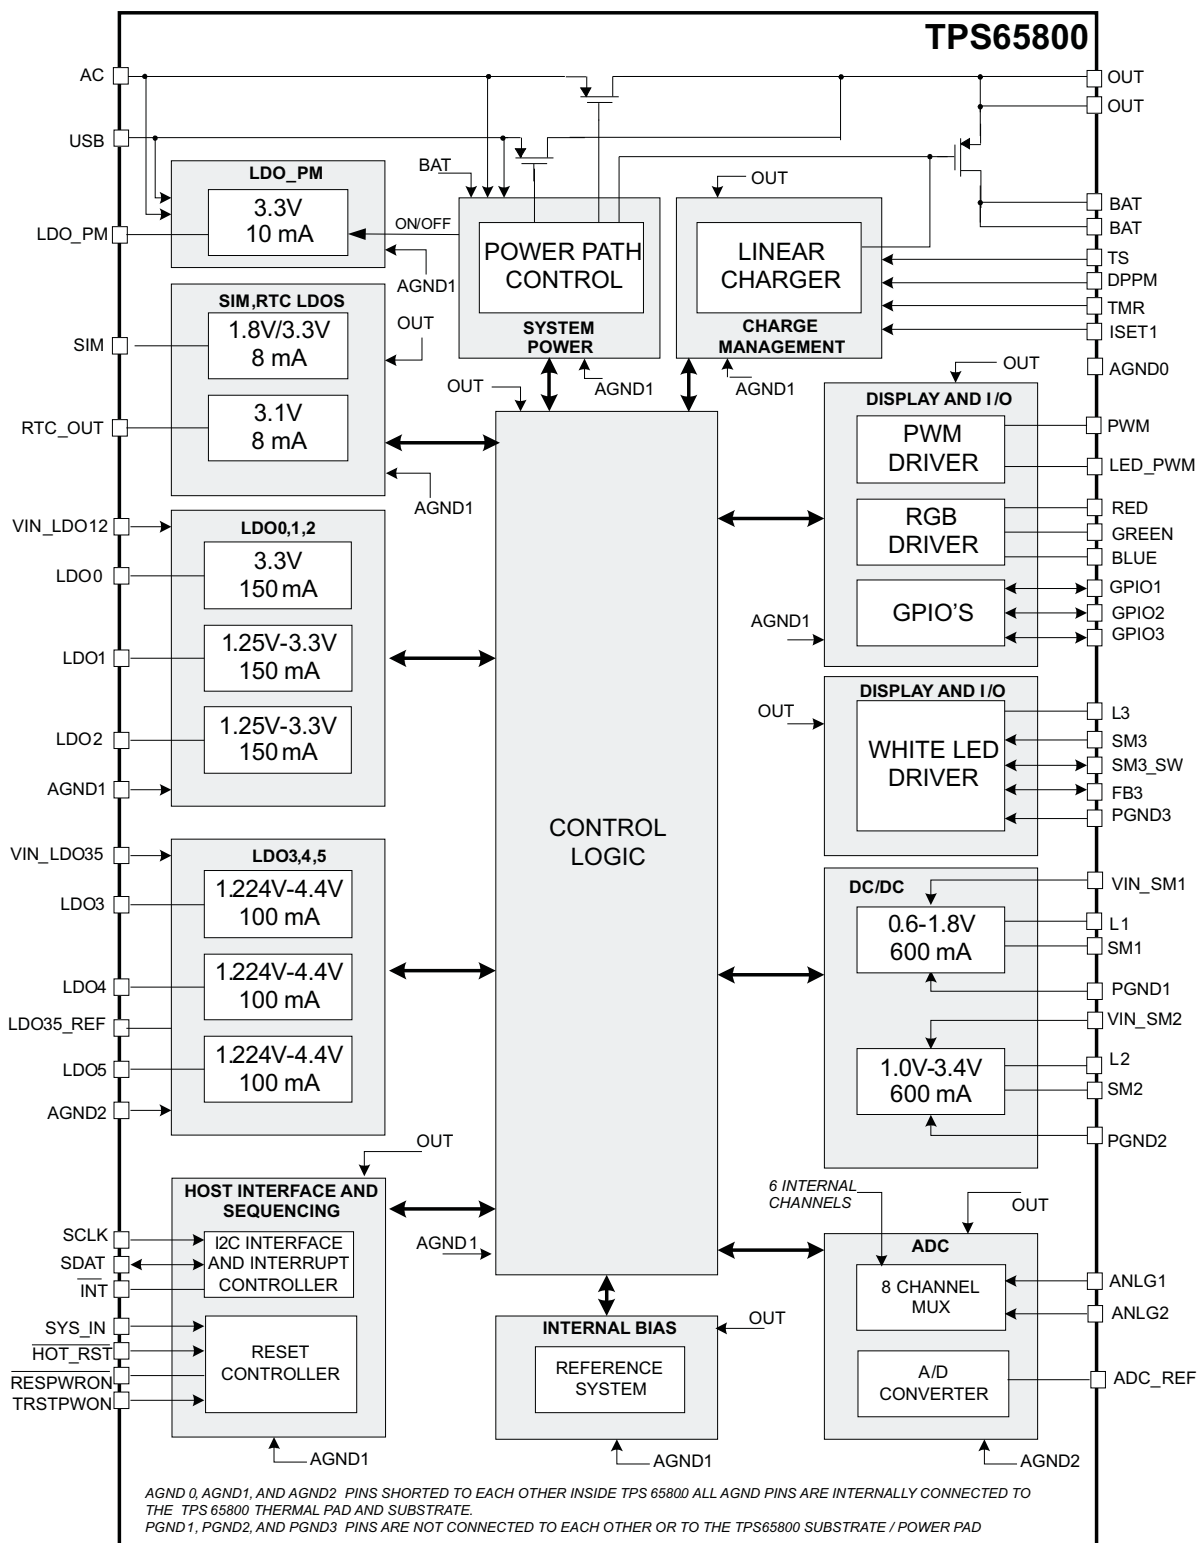 TPS65800
AC
USB
LDO_PM
SIM
RTC_OUT
VIN_LDO12
LDO0
LDO1
LDO2
AGND1
VIN_LDO35
LDO3
LDO4
LDO35_REF
LDO5
AGND2
SCLK
SDAT
INT
SYS_IN
HOT_RST
RESPWRON
TRSTPWON
LDO_PM
3.3V
10 mA
ON/OFF
AGND1
SIM,RTC LDOS
1.8V/3.3V
8 mA
3.1V
8 mA
OUT
AGND1
LDO0,1,2
3.3V
150 mA
1.25V-3.3V
150 mA
1.25V-3.3V
150 mA
LDO3,4,5
1.224V-4.4V
100 mA
1.224V-4.4V
100 mA
1.224V-4.4V
100 mA
OUT
HOST INTERFACE AND
SEQUENCING
I2C INTERFACE
AND INTERRUPT
CONTROLLER
RESET
CONTROLLER
AGND1
BAT
POWER PATH
CONTROL
SYSTEM
POWER
AGND1
OUT
LINEAR
CHARGER
CHARGE
MANAGEMENT
AGND1
OUT
CONTROL
LOGIC
AGND1
INTERNAL BIAS
REFERENCE
SYSTEM
OUT
AGND1
OUT
DISPLAY AND I/O
PWM
DRIVER
RGB
DRIVER
GPIO'S
AGND1
DISPLAY AND I/O
OUT
WHITE LED
DRIVER
DC/DC
0.6-1.8V
600 mA
1.0V-3.4V
600 mA
6 INTERNAL
CHANNELS
OUT
ADC
8 CHANNEL
MUX
A/D
CONVERTER
AGND2
OUT
OUT
BAT
BAT
TS
DPPM
TMR
ISET1
AGND0
PWM
LED_PWM
RED
GREEN
BLUE
GPIO1
GPIO2
GPIO3
L3
SM3
SM3_SW
FB3
PGND3
VIN_SM1
L1
SM1
PGND1
VIN_SM2
L2
SM2
PGND2
ANLG1
ANLG2
ADC_REF
AGND 0, AGND1, AND AGND2 PINS SHORTED TO EACH OTHER INSIDE TPS 65800 ALL AGND PINS ARE INTERNALLY CONNECTED TO
THE TPS 65800 THERMAL PAD AND SUBSTRATE.
PGND1, PGND2, AND PGND3 PINS ARE NOT CONNECTED TO EACH OTHER OR TO THE TPS65800 SUBSTRATE / POWER PAD